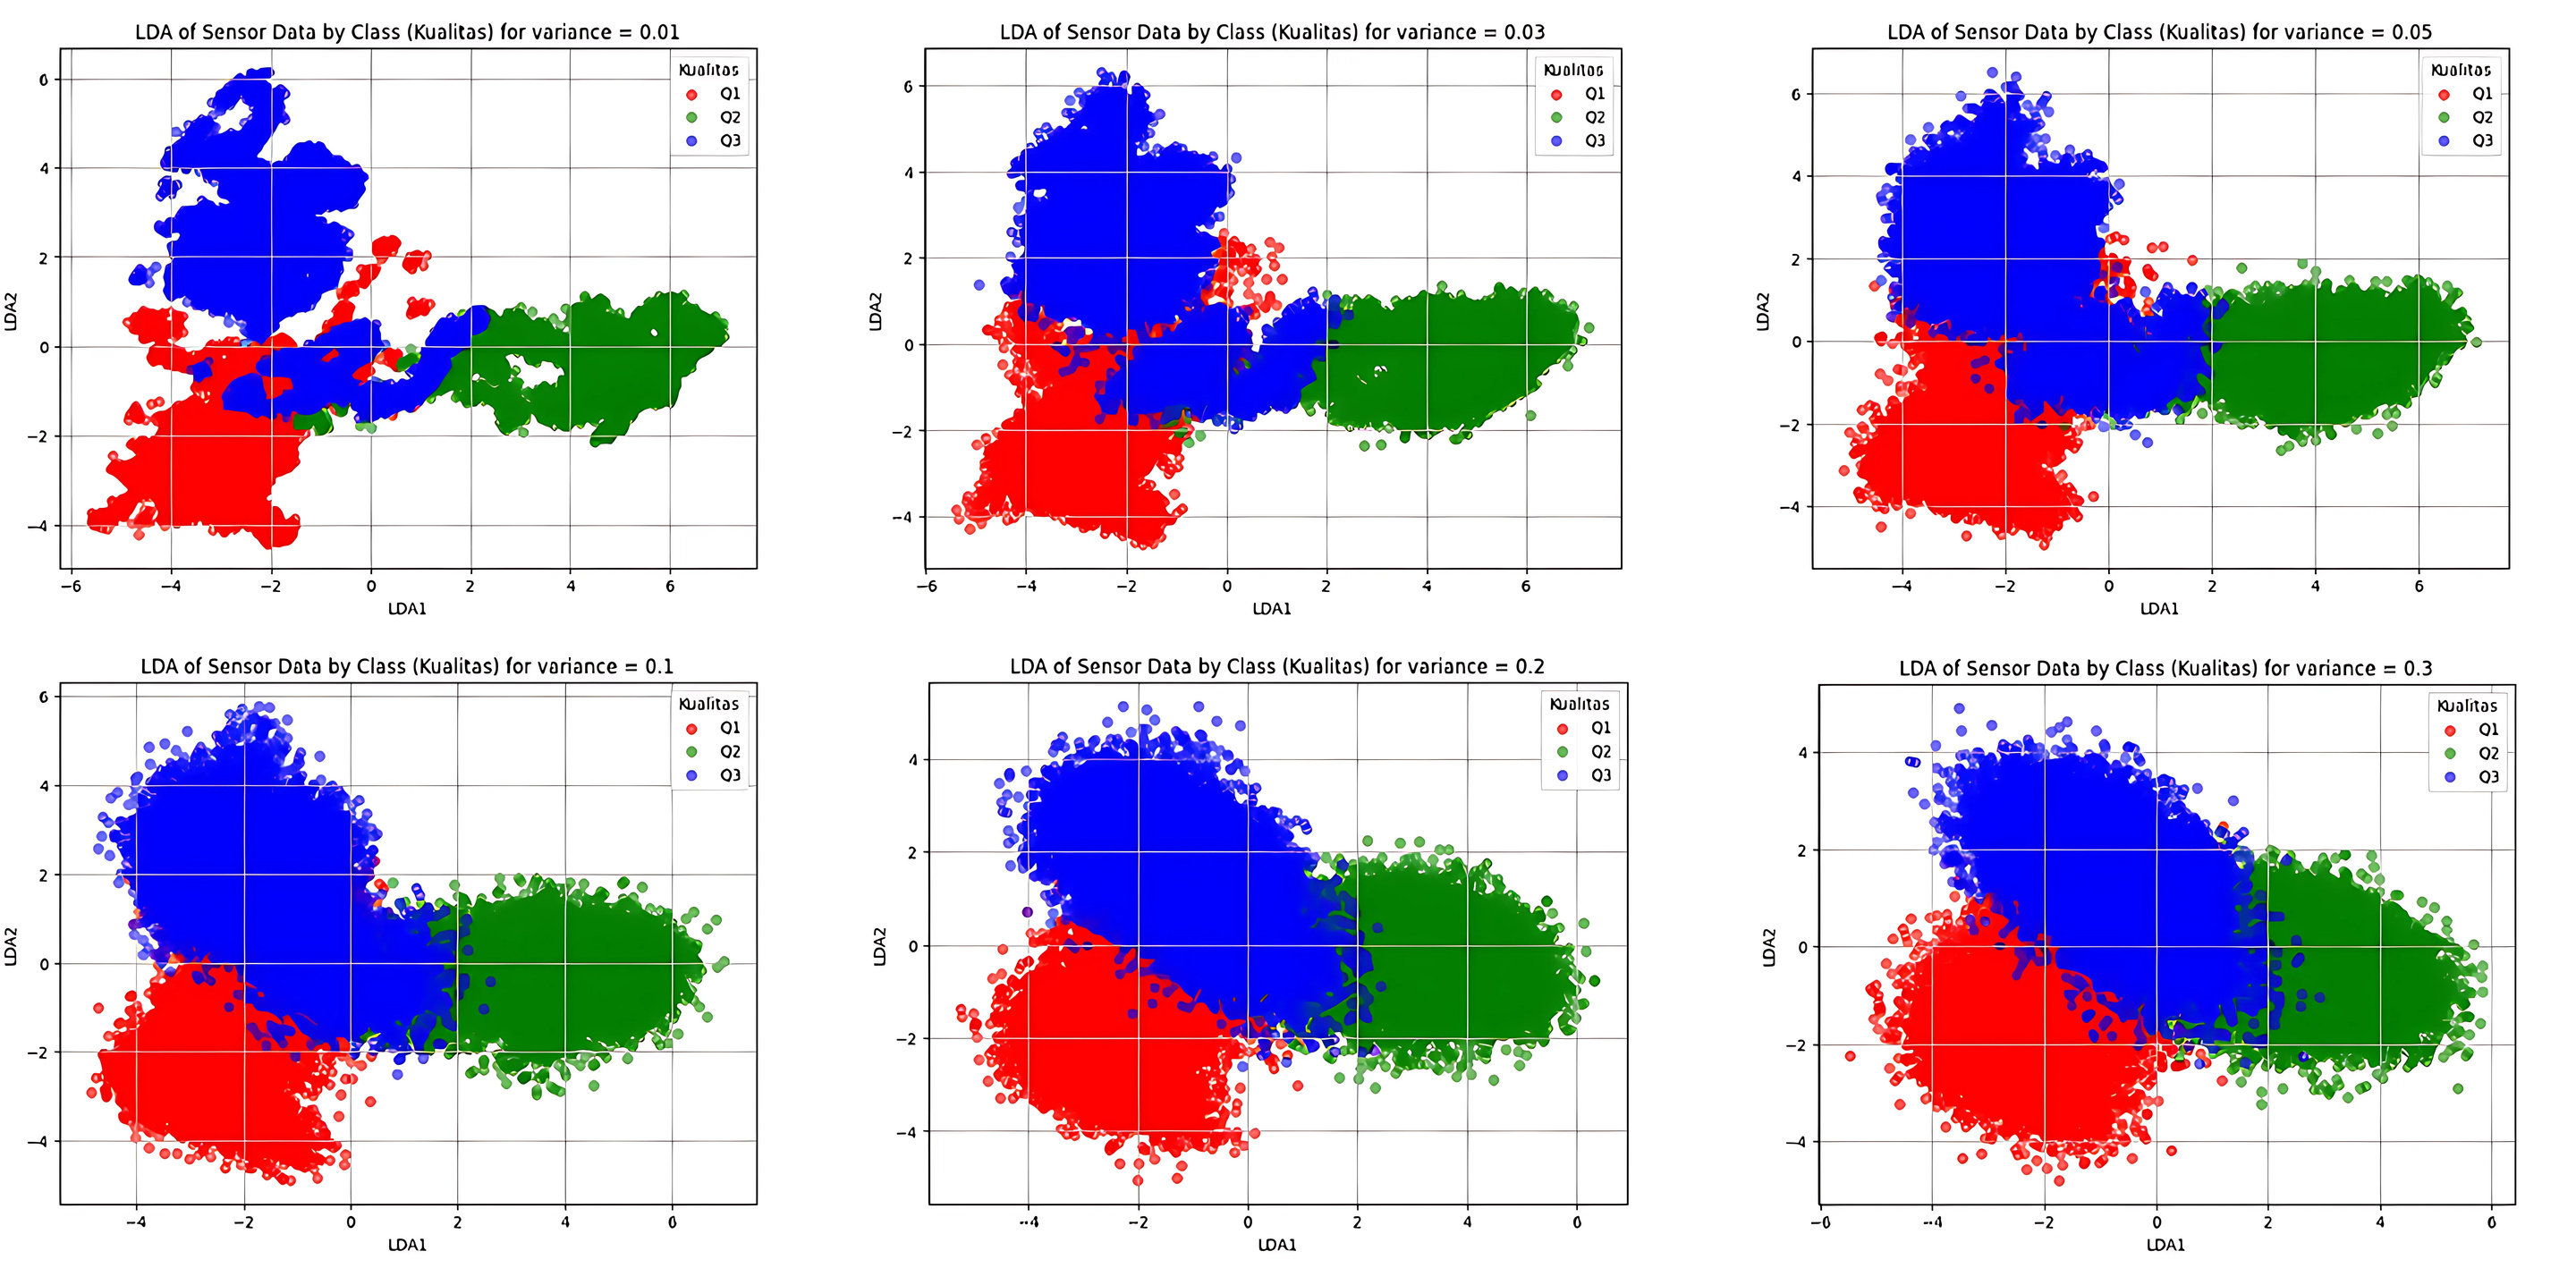 LDA of Sensor Data by Class (Kualitas) for variance = 0.01
Kualitas
Q1
Q2
Q3
6
4
2
0
−2
−4
LDA2
−6 −4 −2 0 2 4 6
LDA1
LDA of Sensor Data by Class (Kualitas) for variance = 0.03
Kualitas
Q1
Q2
Q3
6
4
2
0
−2
−4
LDA2
−6 −4 −2 0 2 4 6
LDA1
LDA of Sensor Data by Class (Kualitas) for variance = 0.05
Kualitas
Q1
Q2
Q3
6
4
2
0
−2
−4
LDA2
−4 −2 0 2 4 6
LDA1
LDA of Sensor Data by Class (Kualitas) for variance = 0.1
Kualitas
Q1
Q2
Q3
6
4
2
0
−2
−4
LDA2
−4 −2 0 2 4 6
LDA1
LDA of Sensor Data by Class (Kualitas) for variance = 0.2
Kualitas
Q1
Q2
Q3
4
2
0
−2
−4
LDA2
−4 −2 0 2 4 6
LDA1
LDA of Sensor Data by Class (Kualitas) for variance = 0.3
Kualitas
Q1
Q2
Q3
4
2
0
−2
−4
LDA2
−6 −4 −2 0 2 4 6
LDA1